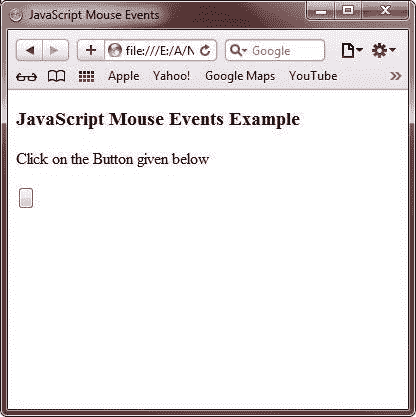 JavaScript Mouse Events
file:///E:/A/N
Google
Apple Yahoo! Google Maps YouTube
JavaScript Mouse Events Example
Click on the Button given below